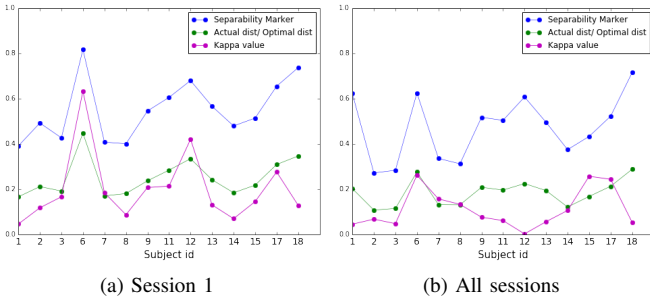 1.0
0.8
0.6
0.4
0.2
0.0
Separability Marker
Actual dist/ Optimal dist
Kappa value
1 2 3 6 7 8 9 11 12 13 14 15 17 18
Subject id
(a) Session 1
1.0
0.8
0.6
0.4
0.2
0.0
Separability Marker
Actual dist/ Optimal dist
Kappa value
1 2 3 6 7 8 9 11 12 13 14 15 17 18
Subject id
(b) All sessions